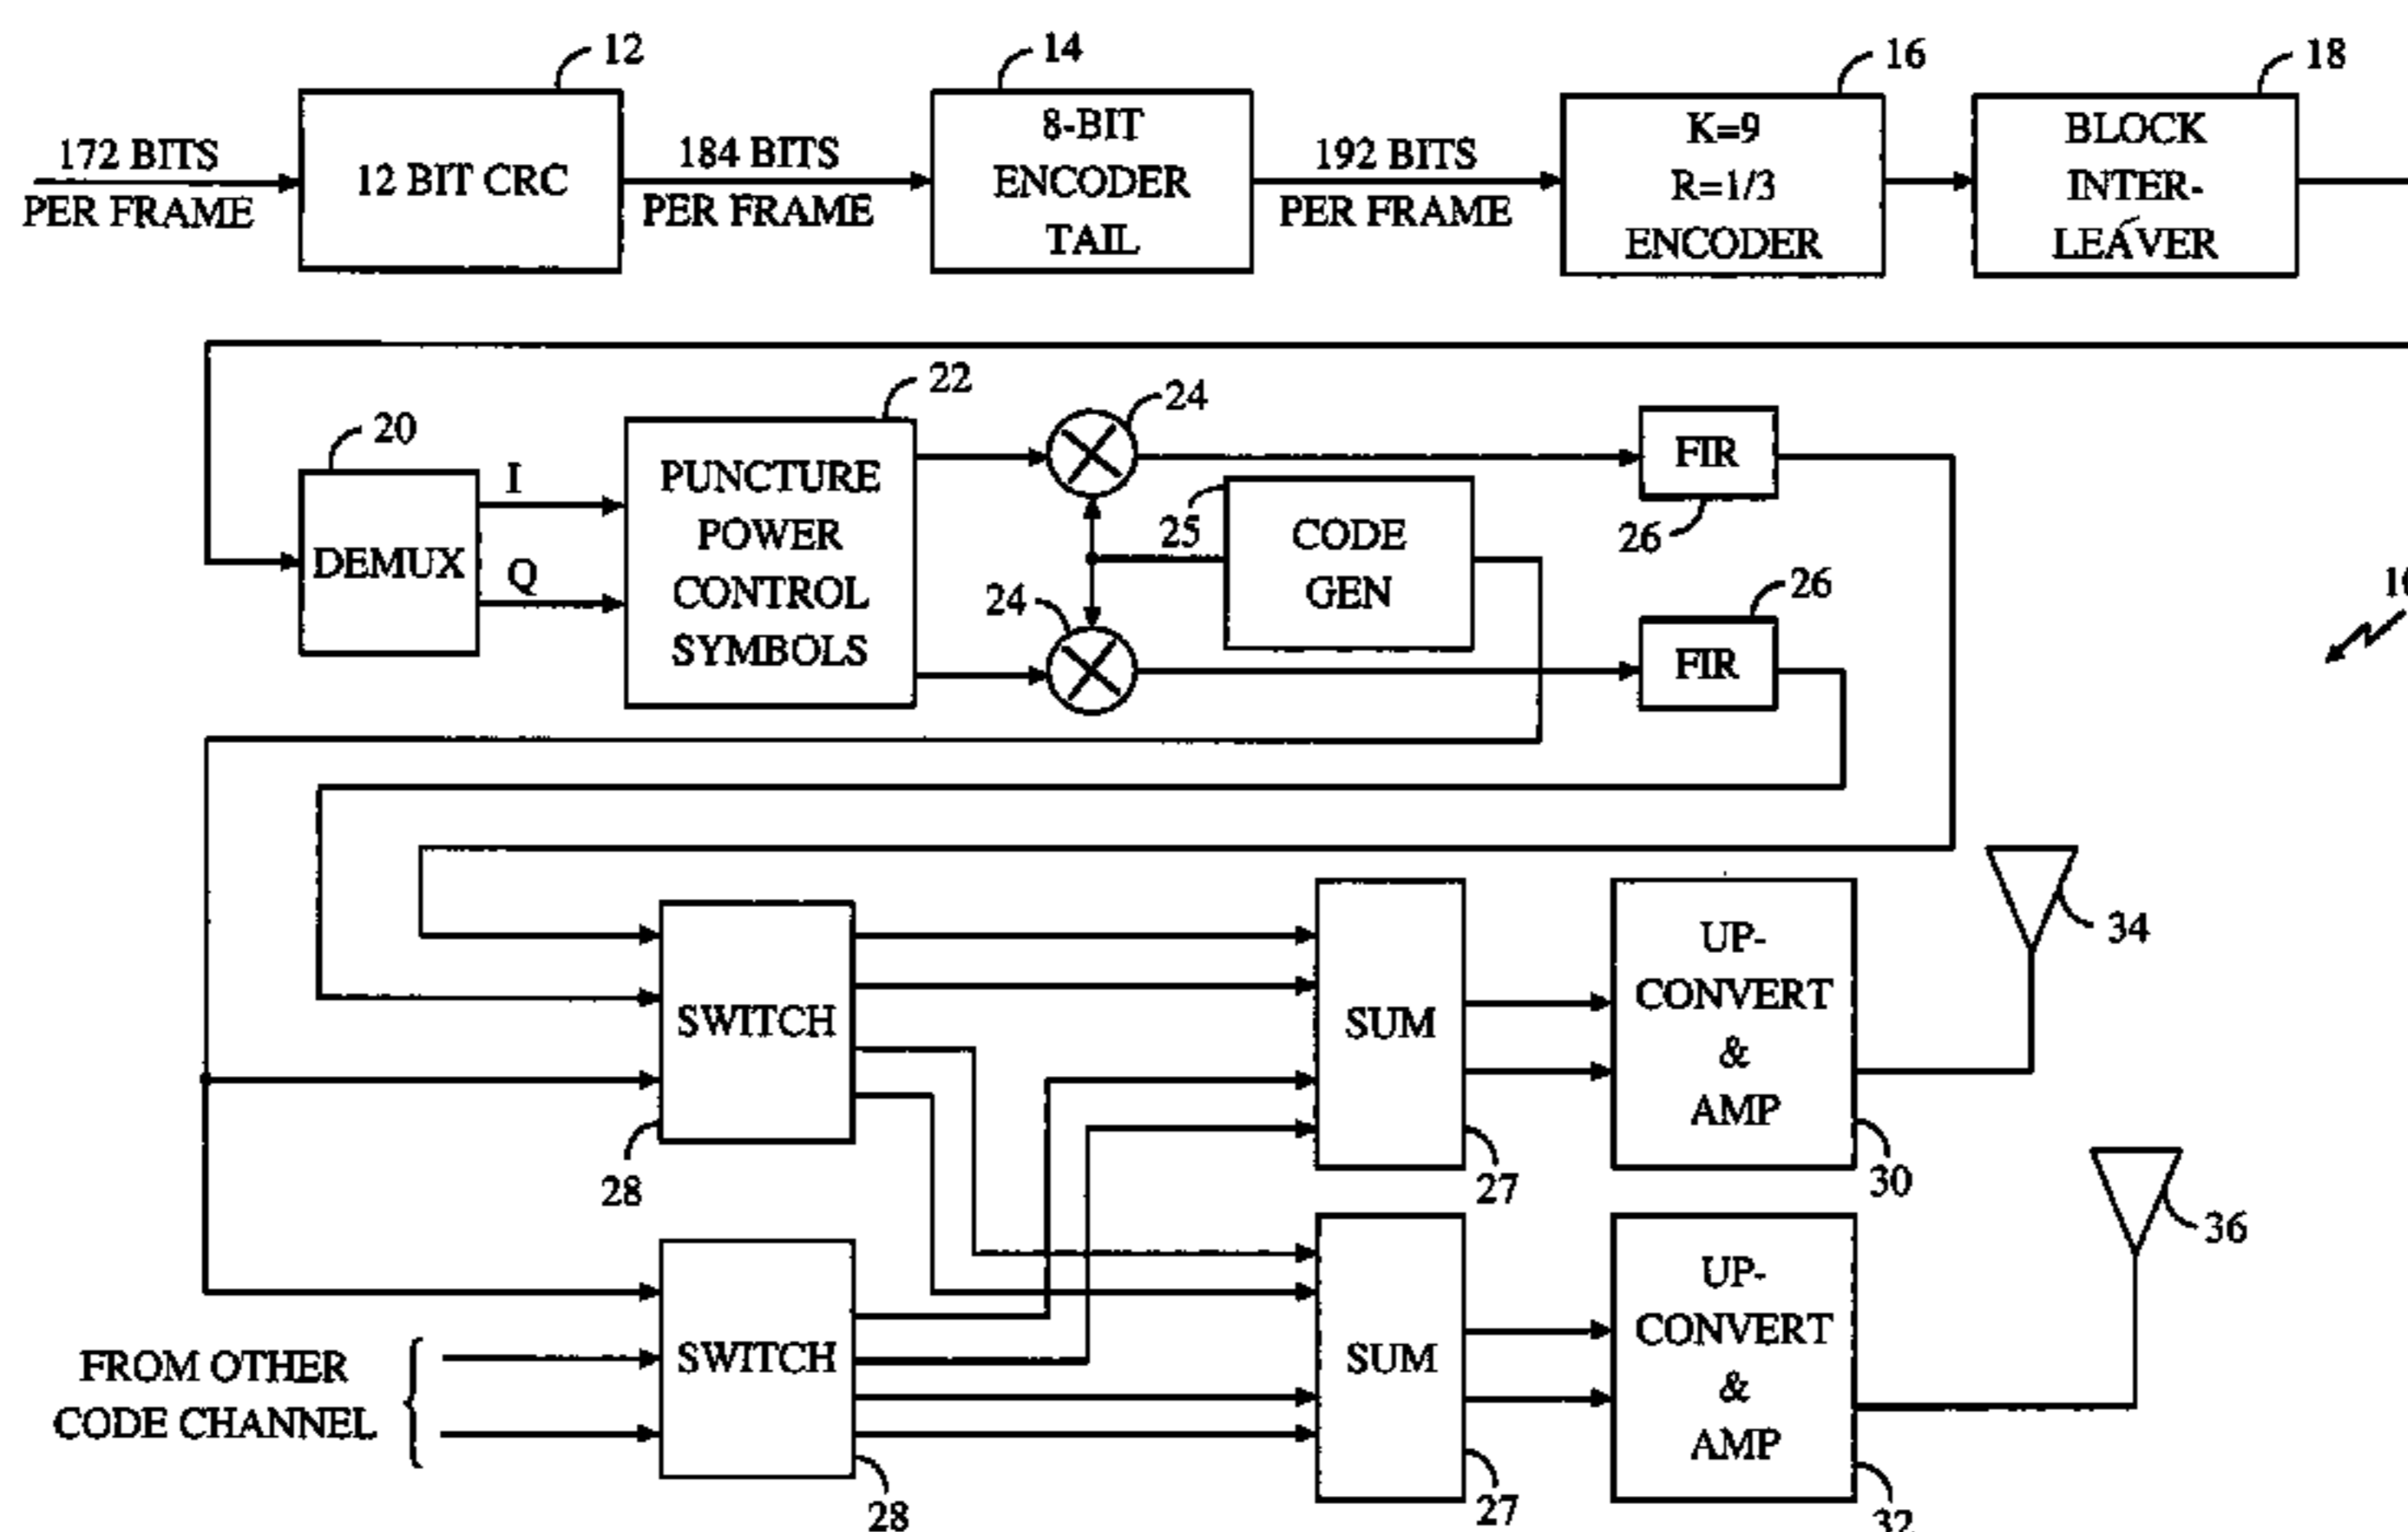 12
14
16
18
172 BITS
PER FRAME
12 BIT CRC
184 BITS
PER FRAME
8-BIT
ENCODER
TAIL
192 BITS
PER FRAME
K=9
R=1/3
ENCODER
BLOCK
INTER-
LEAVER
20
DEMUX
I
Q
22
PUNCTURE
POWER
CONTROL
SYMBOLS
24
24
25
CODE
GEN
FIR
26
26
FIR
SWITCH
28
SUM
27
UP-
CONVERT
&
AMP
30
34
FROM OTHER
CODE CHANNEL
SWITCH
28
SUM
27
UP-
CONVERT
&
AMP
32
36